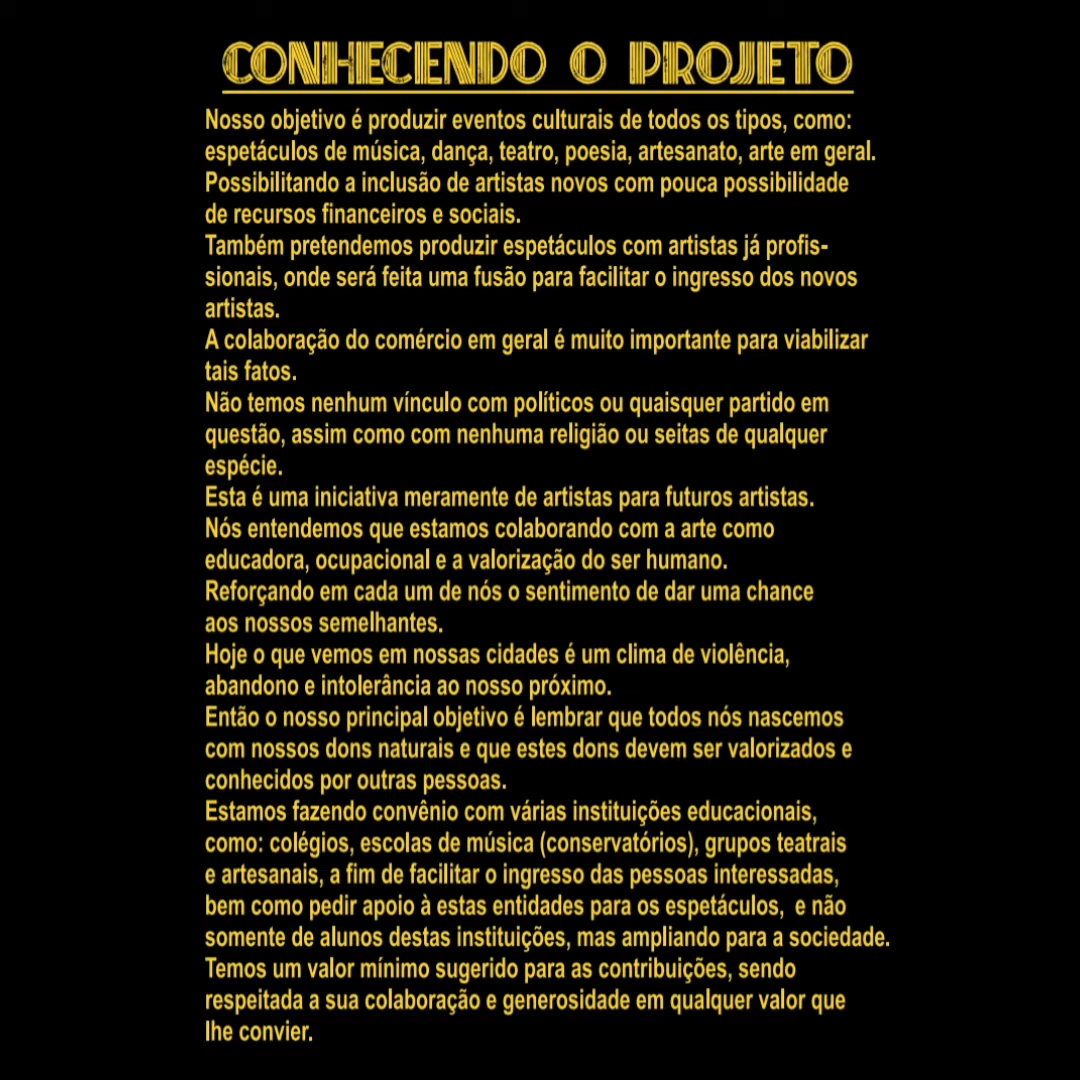 CONHECENDO O PROJETO
Nosso objetivo é produzir eventos culturais de todos os tipos, como:
espetáculos de música, dança, teatro, poesia, artesanato, arte em geral.
Possibilitando a inclusão de artistas novos com pouca possibilidade
de recursos financeiros e sociais.
Também pretendemos produzir espetáculos com artistas já profis-
sionais, onde será feita uma fusão para facilitar o ingresso dos novos
artistas.
A colaboração do comércio em geral é muito importante para viabilizar
tais fatos.
Não temos nenhum vínculo com políticos ou quaisquer partido em
questão, assim como com nenhuma religião ou seitas de qualquer
espécie.
Esta é uma iniciativa meramente de artistas para futuros artistas.
Nós entendemos que estamos colaborando com a arte como
educadora, ocupacional e a valorização do ser humano.
Reforçando em cada um de nós o sentimento de dar uma chance
aos nossos semelhantes.
Hoje o que vemos em nossas cidades é um clima de violência,
abandono e intolerância ao nosso próximo.
Então o nosso principal objetivo é lembrar que todos nós nascemos
com nossos dons naturais e que estes dons devem ser valorizados e
conhecidos por outras pessoas.
Estamos fazendo convênio com várias instituições educacionais,
como: colégios, escolas de música (conservatórios), grupos teatrais
e artesanais, a fim de facilitar o ingresso das pessoas interessadas,
bem como pedir apoio à estas entidades para os espetáculos, e não
somente de alunos destas instituições, mas ampliando para a sociedade.
Temos um valor mínimo sugerido para as contribuições, sendo
respeitada a sua colaboração e generosidade em qualquer valor que
lhe convier.